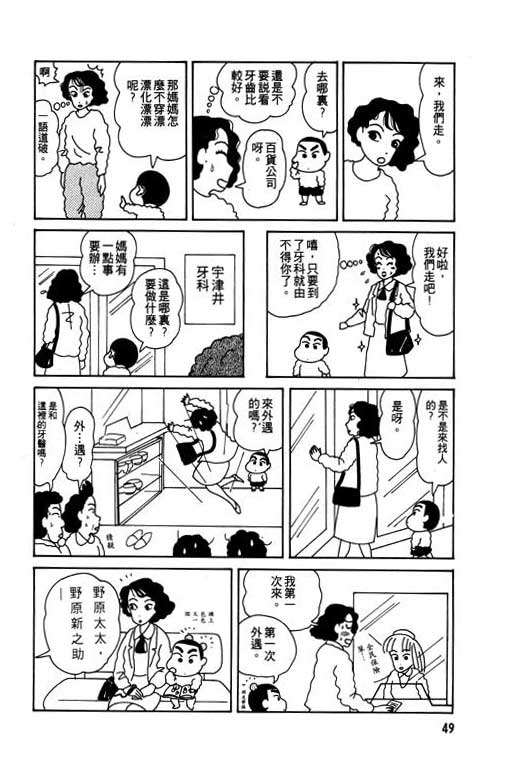 來，我們走。
去哪裏？
還是不
要說看
牙齒比
較好。
百貨公司
呀。
那媽媽怎
麼不穿漂
漂化漂漂
呢？
啊
一語道破。
好啦，
我們走吧！
嘻，只要到
了牙科就由
不得你了。
宇津井
牙科
這是哪裏？
要做什麼？
媽媽有
一點事
要辦…
是不是來找人
的？
是呀。
來外遇
的嗎？
外…遇？
是和
這裡的牙醫嗎？
我第一
次來。
第一次
外遇。
全民保險
單…
野原太太，
野原新之助
49